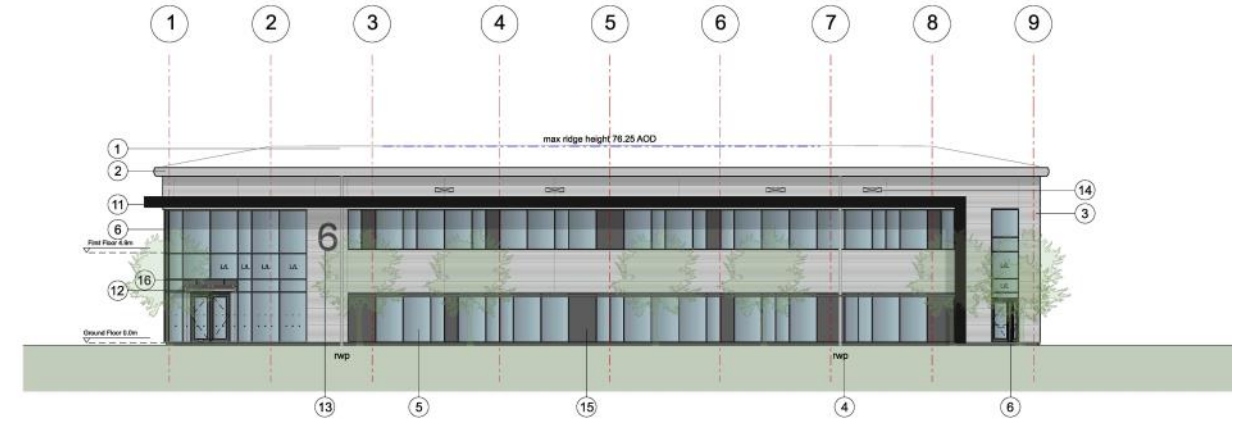 1 2 3 4 5 6 7 8 9
max ridge height 76.25 AOD
1
2
14
11
3
6
6
First Floor 4.8m
U/L U/L U/L U/L
U/L
16
12
U/L
Ground Floor 0.0m
rwp
rwp
13
5
15
4
6